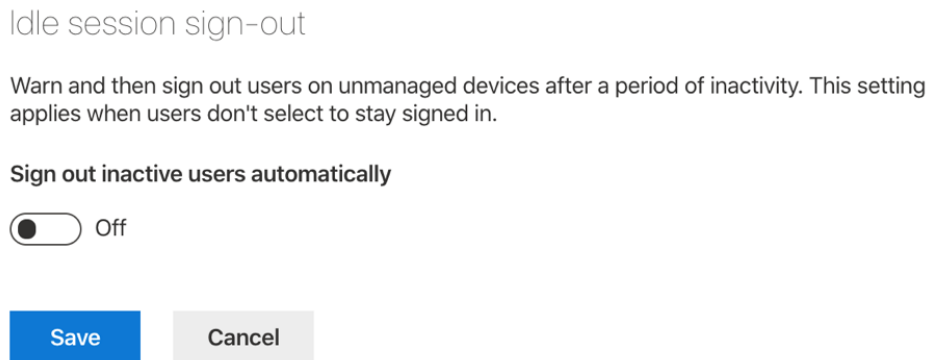 Idle session sign-out
Warn and then sign out users on unmanaged devices after a period of inactivity. This setting
applies when users don't select to stay signed in.
Sign out inactive users automatically
Off
Save Cancel